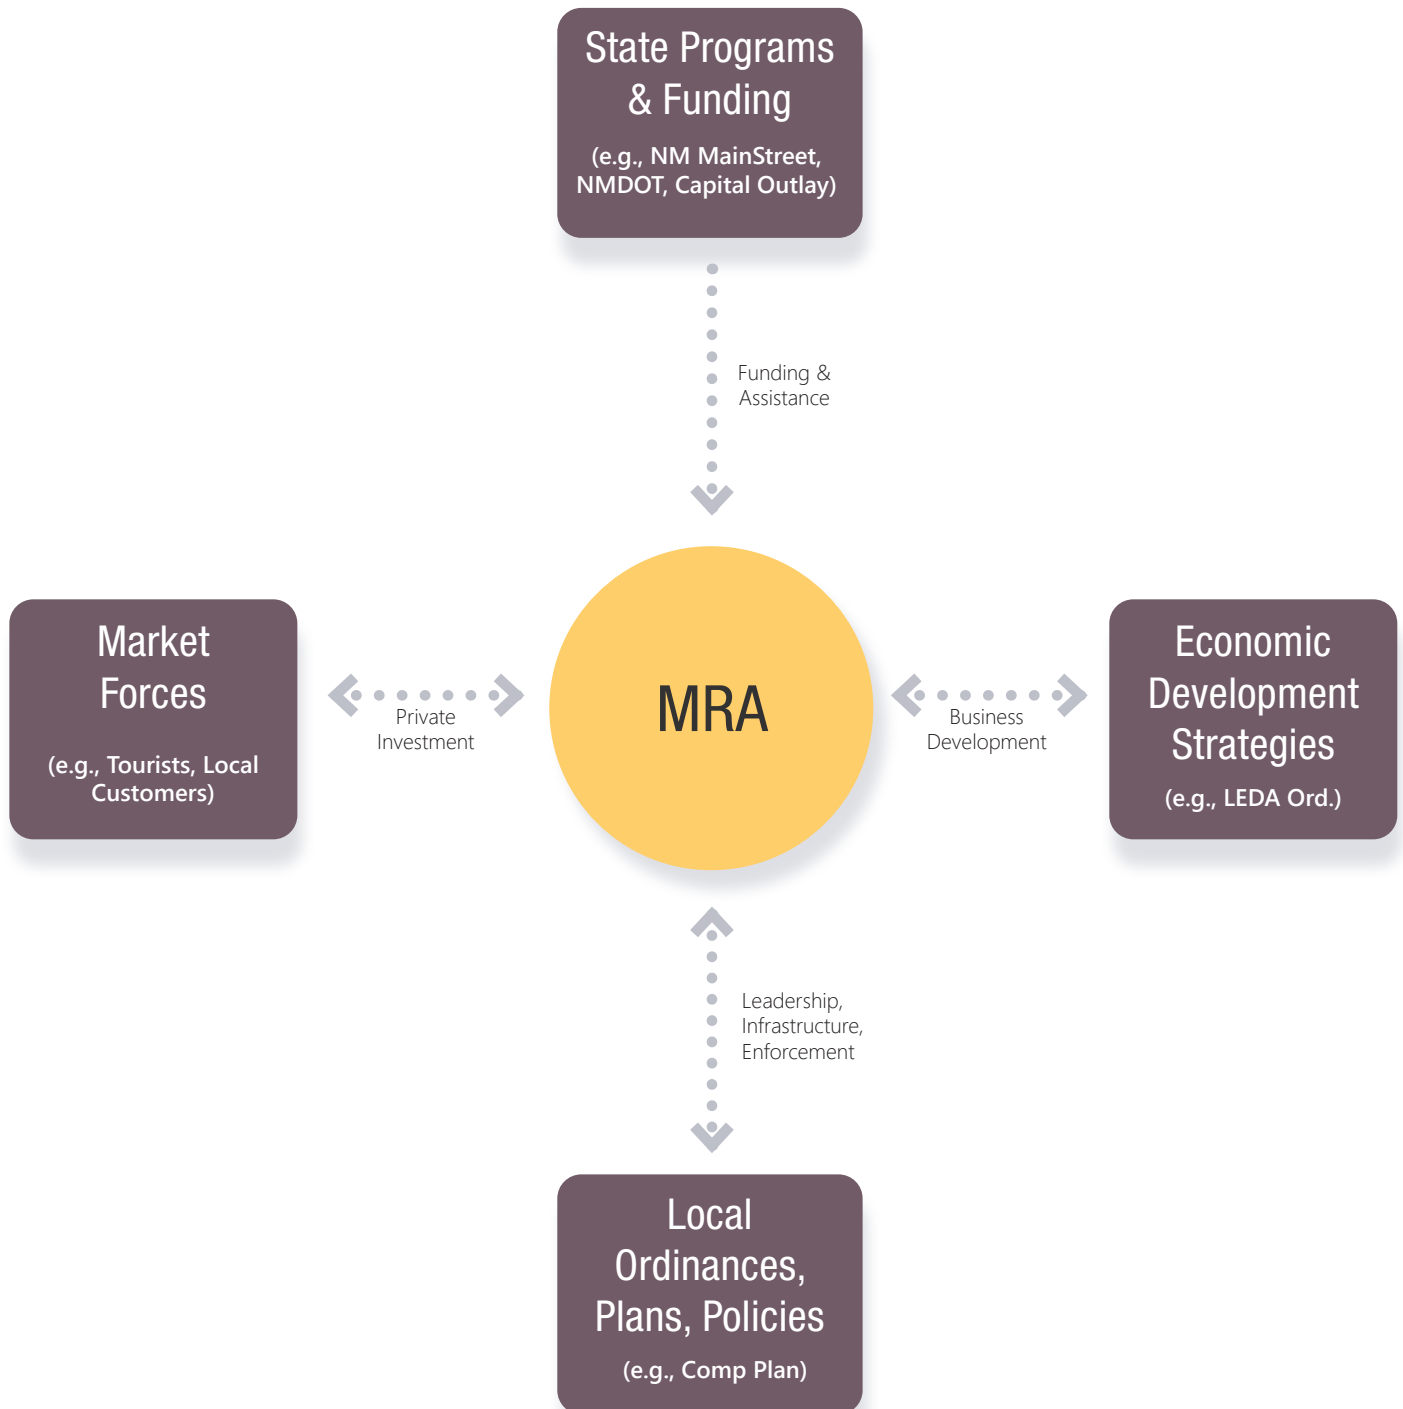 State Programs
& Funding
(e.g., NM MainStreet,
NMDOT, Capital Outlay)
Funding &
Assistance
Market
Forces
(e.g., Tourists, Local
Customers)
Private
Investment
MRA
Business
Development
Economic
Development
Strategies
(e.g., LEDA Ord.)
Leadership,
Infrastructure,
Enforcement
Local
Ordinances,
Plans, Policies
(e.g., Comp Plan)